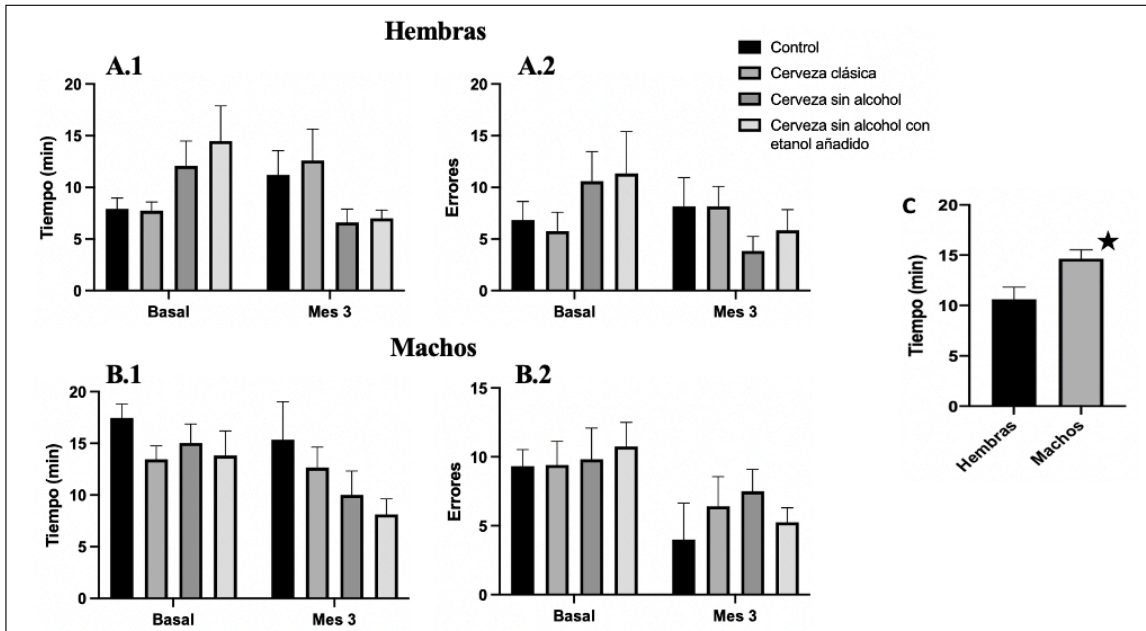 Hembras
Control
Cerveza clásica
Cerveza sin alcohol
Cerveza sin alcohol con
etanol añadido
A.1
20
15
10
5
0
Tiempo (min)
Basal
Mes 3
A.2
20
15
10
5
0
Errores
Basal
Mes 3
C
20
15
10
5
0
Tiempo (min)
Hembras
Machos
Machos
B.1
20
15
10
5
0
Tiempo (min)
Basal
Mes 3
B.2
15
10
5
0
Errores
Basal
Mes 3